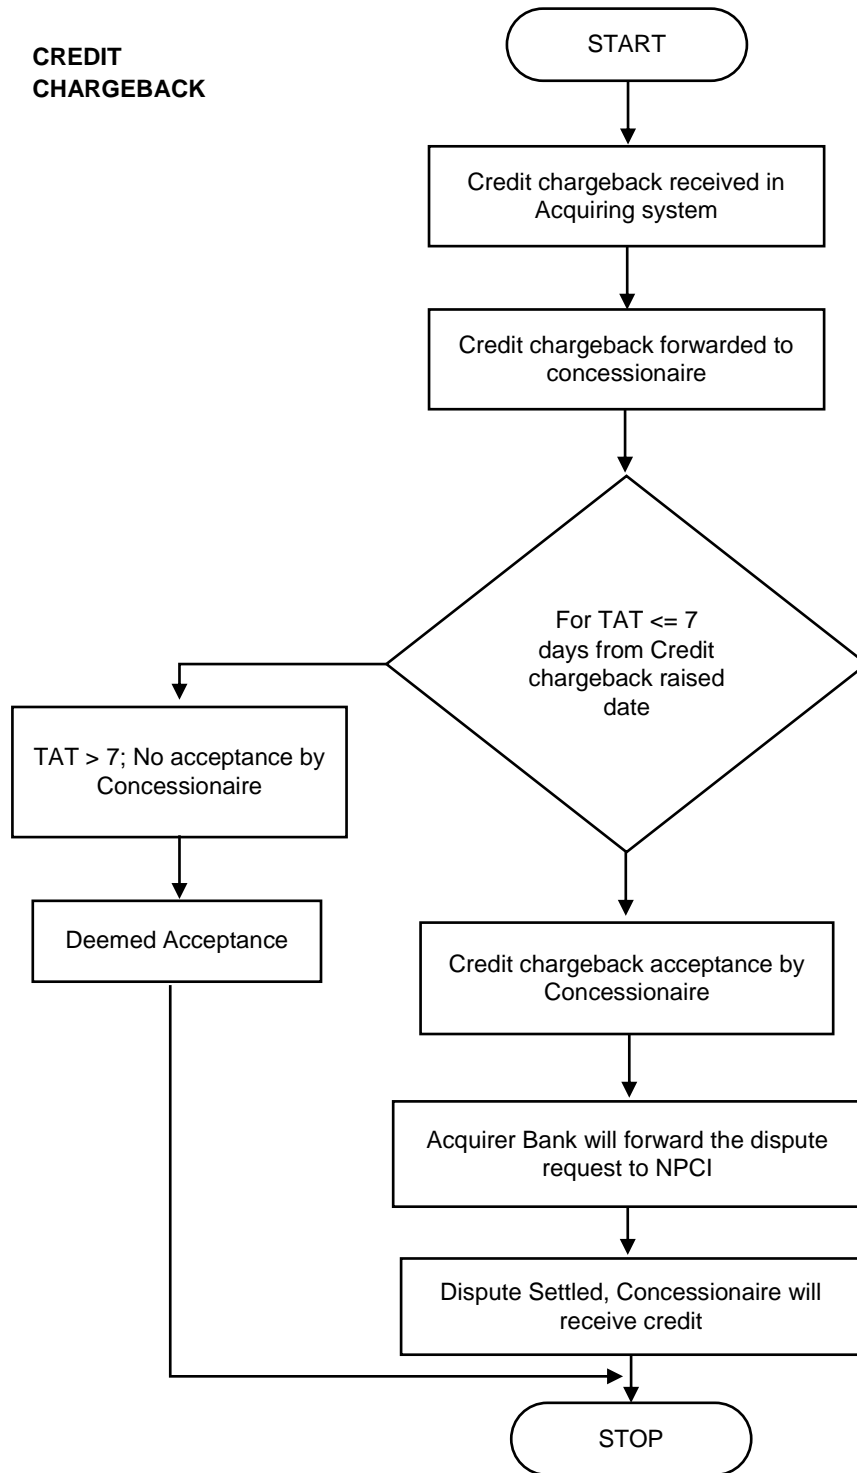 CREDIT
CHARGEBACK
START
Credit chargeback received in
Acquiring system
Credit chargeback forwarded to
concessionaire
For TAT <= 7
days from Credit
chargeback raised
date
TAT > 7; No acceptance by
Concessionaire
Deemed Acceptance
Credit chargeback acceptance by
Concessionaire
Acquirer Bank will forward the dispute
request to NPCI
Dispute Settled, Concessionaire will
receive credit
STOP